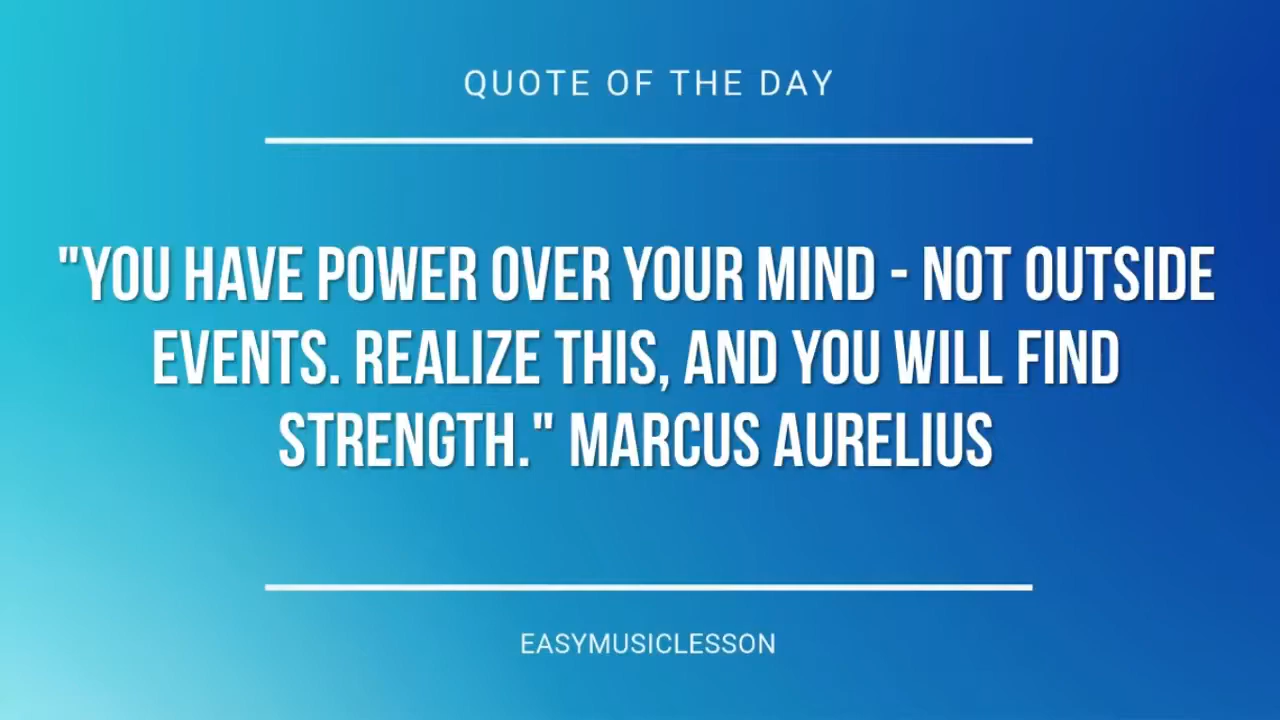 QUOTE OF THE DAY
"YOU HAVE POWER OVER YOUR MIND - NOT OUTSIDE
EVENTS. REALIZE THIS, AND YOU WILL FIND
STRENGTH." MARCUS AURELIUS
EASYMUSICLESSON